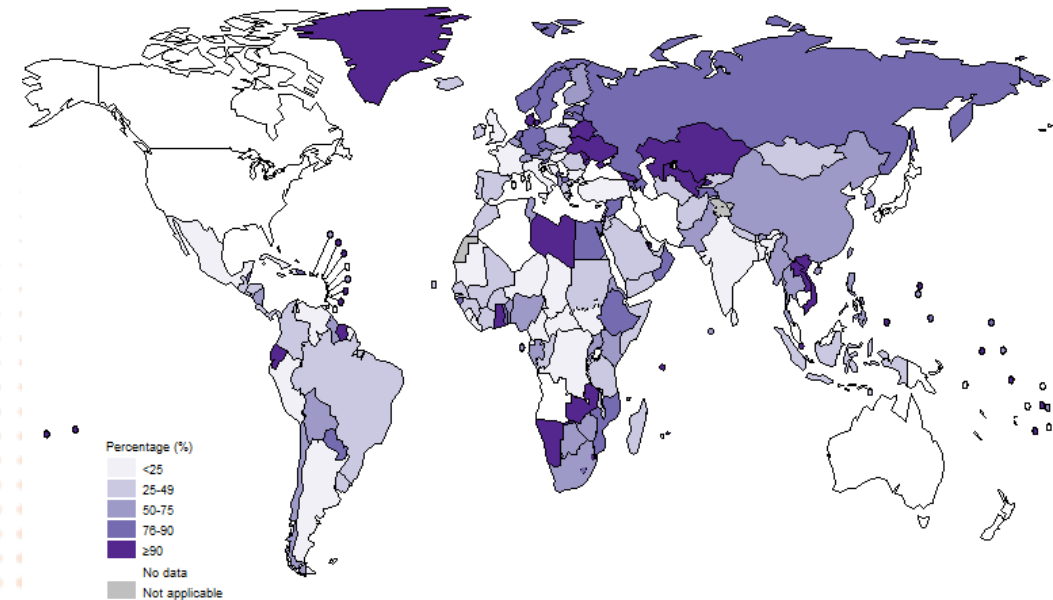 Percentage (%)
<25
25-49
50-75
76-90
≥90
No data
Not applicable